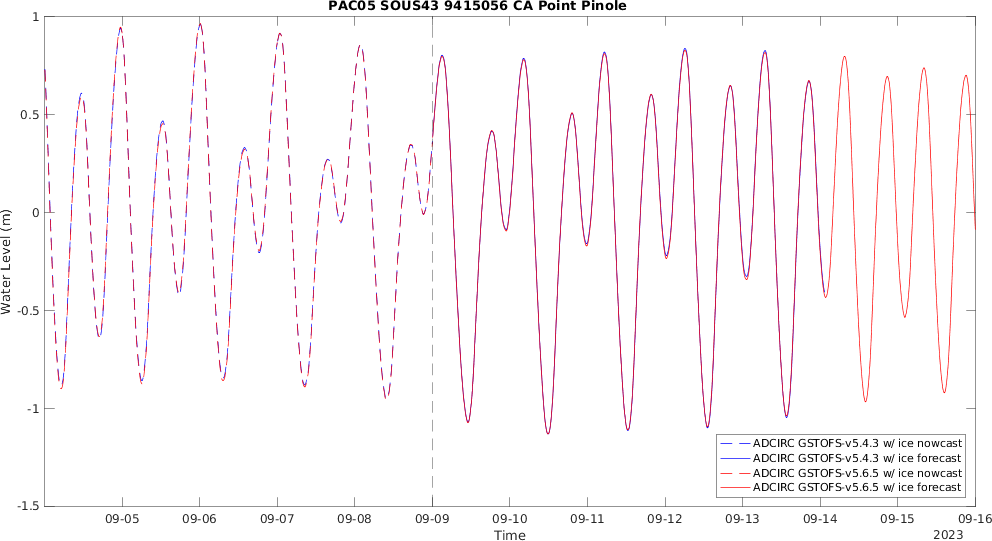 PAC05 SOUS43 9415056 CA Point Pinole
Water Level (m)
1
0.5
0
-0.5
-1
-1.5
09-05 09-06 09-07 09-08 09-09 09-10 09-11 09-12 09-13 09-14 09-15 09-16
Time
2023
ADCIRC GSTOFS-v5.4.3 w/ ice nowcast
ADCIRC GSTOFS-v5.4.3 w/ ice forecast
ADCIRC GSTOFS-v5.6.5 w/ ice nowcast
ADCIRC GSTOFS-v5.6.5 w/ ice forecast